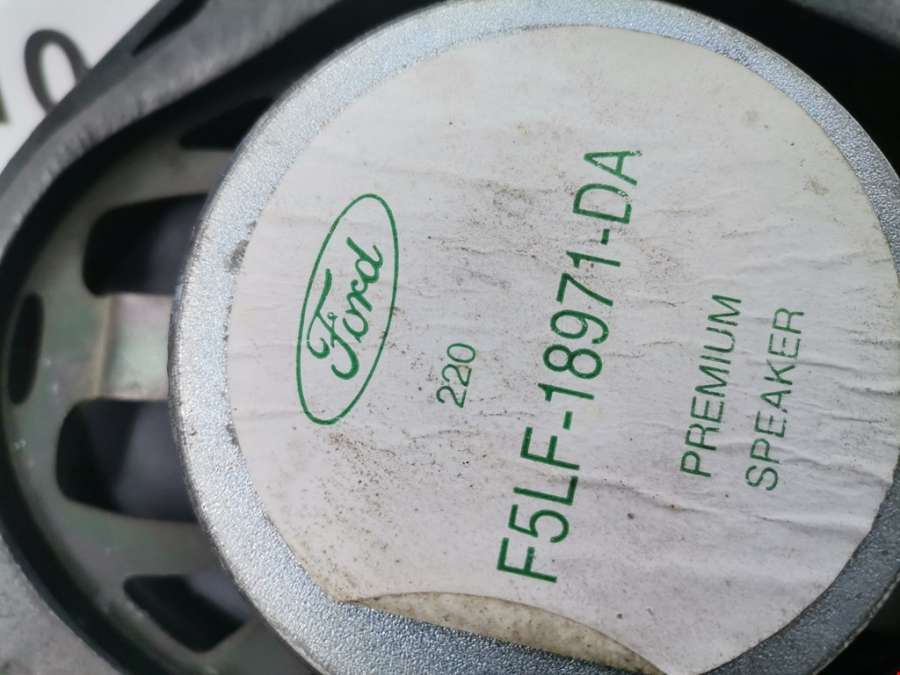 Ford
220
F5LF-18971-DA
PREMIUM
SPEAKER